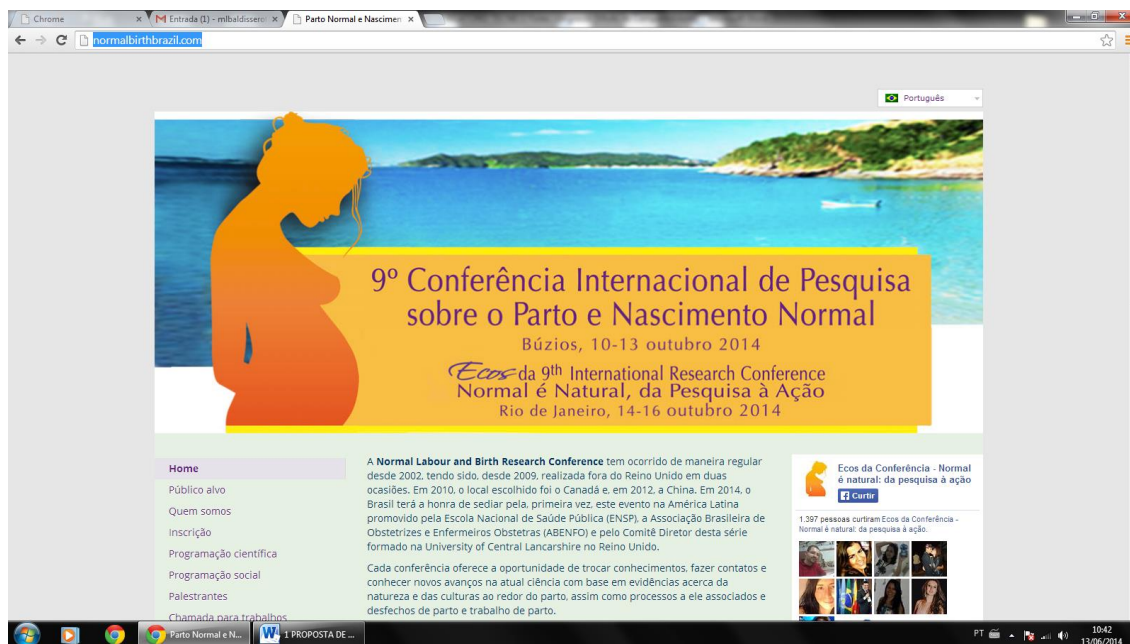 Chrome
Entrada (1) - mlbaldissero
Parto Normal e Nascimen
normalbirthbrazil.com
Português
9º Conferência Internacional de Pesquisa
sobre o Parto e Nascimento Normal
Búzios, 10-13 outubro 2014
Ecos da 9th International Research Conference
Normal é Natural, da Pesquisa à Ação
Rio de Janeiro, 14-16 outubro 2014
Home
Público alvo
Quem somos
Inscrição
Programação científica
Programação social
Palestrantes
Chamada para trabalhos
A Normal Labour and Birth Research Conference tem ocorrido de maneira regular
desde 2002, tendo sido, desde 2009, realizada fora do Reino Unido em duas
ocasiões. Em 2010, o local escolhido foi o Canadá e, em 2012, a China. Em 2014, o
Brasil terá a honra de sediar pela, primeira vez, este evento na América Latina
promovido pela Escola Nacional de Saúde Pública (ENSP), a Associação Brasileira de
Obstetrizes e Enfermeiros Obstetras (ABENFO) e pelo Comitê Diretor desta série
formado na University of Central Lancarshire no Reino Unido.
Cada conferência oferece a oportunidade de trocar conhecimentos, fazer contatos e
conhecer novos avanços na atual ciência com base em evidências acerca da
natureza e das culturas ao redor do parto, assim como processos a ele associados e
desfechos de parto e trabalho de parto.
Ecos da Conferência - Normal
é natural: da pesquisa à ação
Curtir
1.397 pessoas curtiram Ecos da Conferência -
Normal é natural: da pesquisa à ação.
Parto Normal e N...
1 PROPOSTA DE ...
PT
10:42
13/06/2014